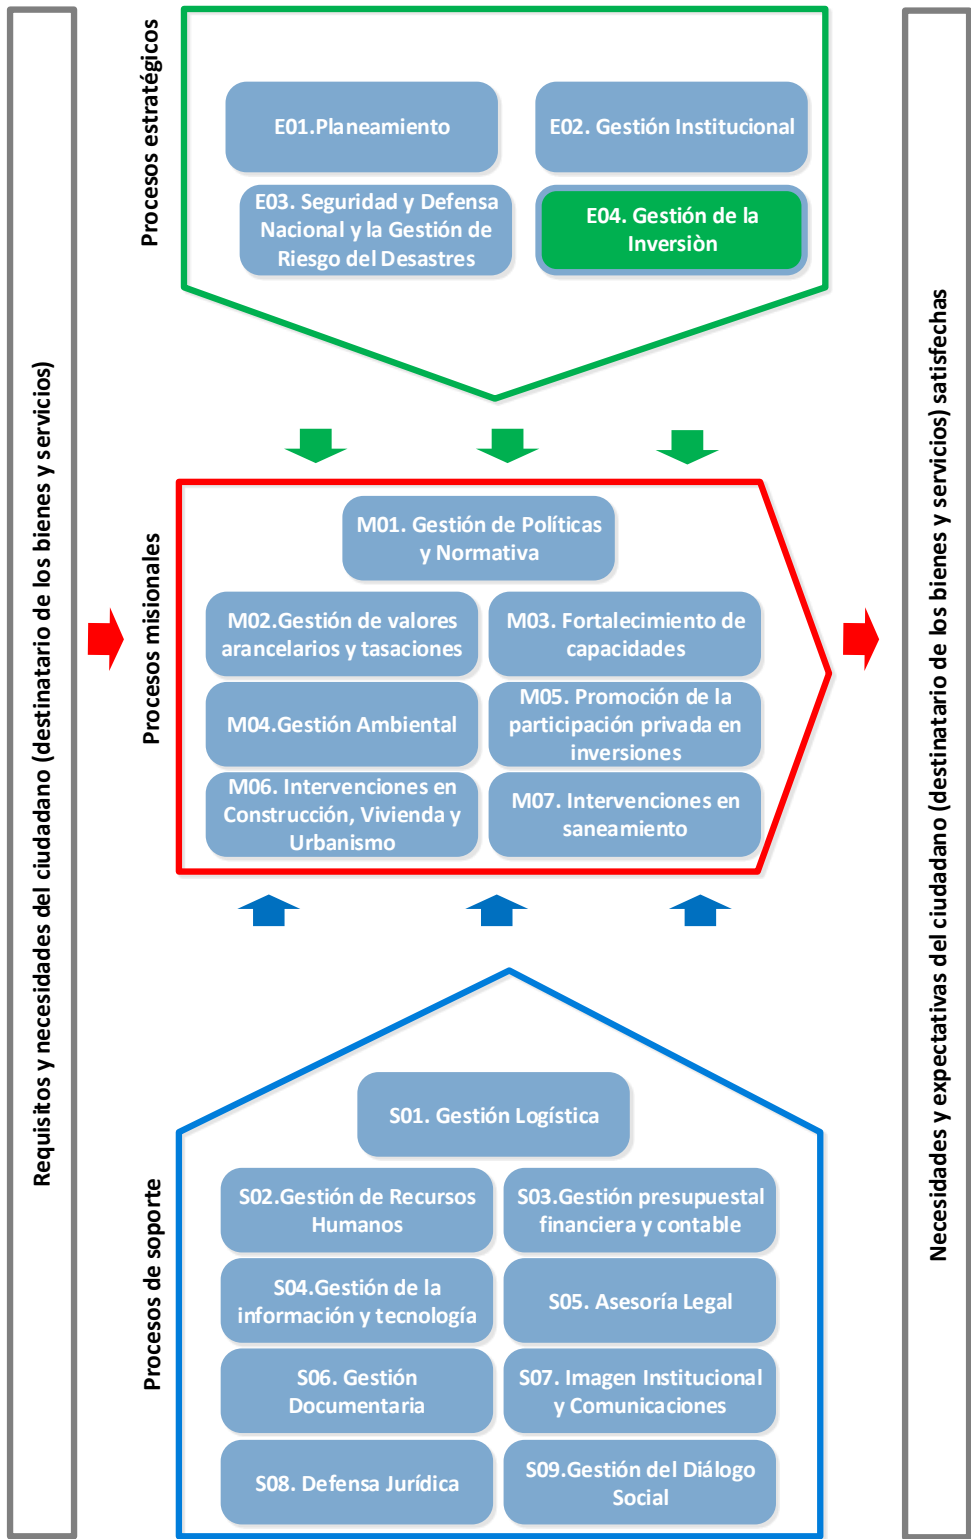 Requisitos y necesidades del ciudadano (destinatario de los bienes y servicios)
Procesos estratégicos
E01.Planeamiento
E02. Gestión Institucional
E03. Seguridad y Defensa
Nacional y la Gestión de
Riesgo del Desastres
E04. Gestión de la
Inversiòn
Procesos misionales
M01. Gestión de Políticas
y Normativa
M02.Gestión de valores
arancelarios y tasaciones
M03. Fortalecimiento de
capacidades
M04.Gestión Ambiental
M05. Promoción de la
participación privada en
inversiones
M06. Intervenciones en
Construcción, Vivienda y
Urbanismo
M07. Intervenciones en
saneamiento
Procesos de soporte
S01. Gestión Logística
S02.Gestión de Recursos
Humanos
S03.Gestión presupuestal
financiera y contable
S04.Gestión de la
información y tecnología
S05. Asesoría Legal
S06. Gestión
Documentaria
S07. Imagen Institucional
y Comunicaciones
S08. Defensa Jurídica
S09.Gestión del Diálogo
Social
Necesidades y expectativas del ciudadano (destinatario de los bienes y servicios) satisfechas